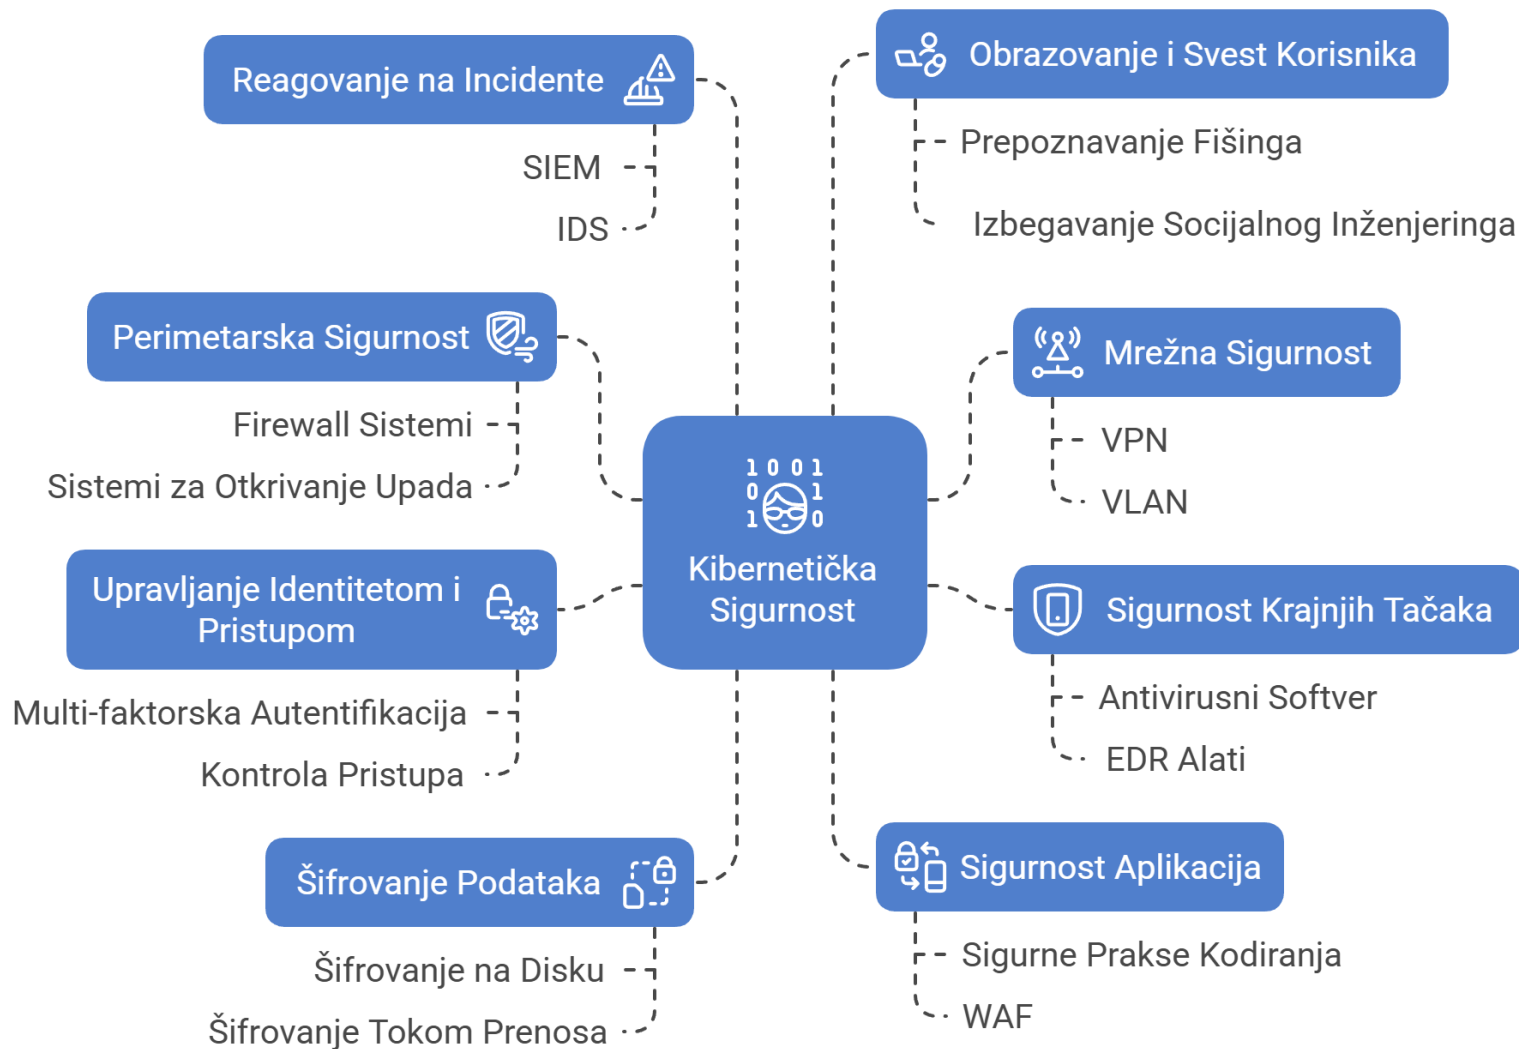 Reagovanje na Incidente
SIEM
IDS
Perimetarska Sigurnost
Firewall Sistemi
Sistemi za Otkrivanje Upada
Upravljanje Identitetom i
Pristupom
Multi-faktorska Autentifikacija
Kontrola Pristupa
Šifrovanje Podataka
Šifrovanje na Disku
Šifrovanje Tokom Prenosa
1 0 0 1
0 1
1 0
Kibernetička
Sigurnost
Obrazovanje i Svest Korisnika
Prepoznavanje Fišinga
Izbegavanje Socijalnog Inženjeringa
Mrežna Sigurnost
VPN
VLAN
Sigurnost Krajnjih Tačaka
Antivirusni Softver
EDR Alati
Sigurnost Aplikacija
Sigurne Prakse Kodiranja
WAF